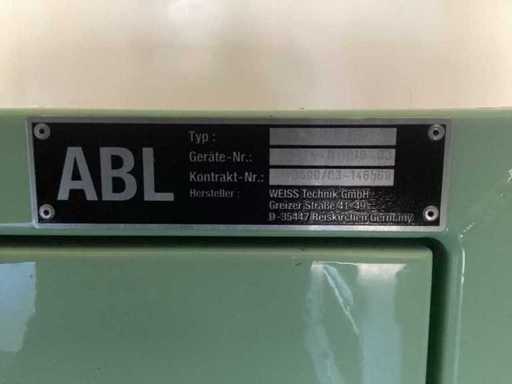 ABL
Typ :
Geräte-Nr.:
Kontrakt-Nr.:
Hersteller : WEISS Technik GmbH
Greizer Straße 41-49
D-35447 Reiskirchen Germany